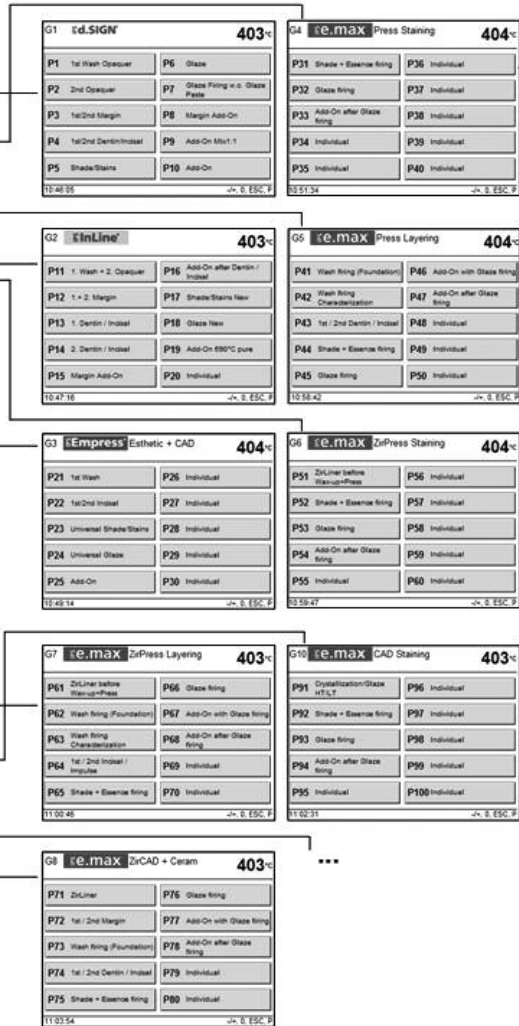 G1 d.SIGN 403°C
P1 1st Wash Opaquer
P6 Glaze
P2 2nd Opaquer
P7 Glaze Firing w.o. Glaze
Paste
P3 1st/2nd Margin
P8 Margin Add-On
P4 1st/2nd Dentin/Incisal
P9 Add-On Mix1:1
P5 Shade/Stains
P10 Add-On
10:46:05 -/+, 0, ESC, P
G4 e.max Press Staining 404°C
P31 Shade + Essence firing
P36 Individual
P32 Glaze firing
P37 Individual
P33 Add-On after Glaze
firing
P38 Individual
P34 Individual
P39 Individual
P35 Individual
P40 Individual
10:51:34 -/+, 0, ESC, P
G2 InLine 403°C
P11 1. Wash + 2. Opaquer
P16 Add-On after Dentin /
Incisal
P12 1.+ 2. Margin
P17 Shade/Stains New
P13 1. Dentin / Incisal
P18 Glaze New
P14 2. Dentin / Incisal
P19 Add-On 690°C pure
P15 Margin Add-On
P20 Individual
10:47:16 -/+, 0, ESC, P
G5 e.max Press Layering 404°C
P41 Wash firing (Foundation)
P46 Add-On with Glaze firing
P42 Wash firing
Characterization
P47 Add-On after Glaze
firing
P43 1st / 2nd Dentin / Incisal
P48 Individual
P44 Shade + Essence firing
P49 Individual
P45 Glaze firing
P50 Individual
10:58:42 -/+, 0, ESC, P
G3 Empress Esthetic + CAD 404°C
P21 1st Wash
P26 Individual
P22 1st/2nd Incisal
P27 Individual
P23 Universal Shade/Stains
P28 Individual
P24 Universal Glaze
P29 Individual
P25 Add-On
P30 Individual
10:49:14 -/+, 0, ESC, P
G6 e.max ZirPress Staining 404°C
P51 ZirLiner before
Wax-up+Press
P56 Individual
P52 Shade + Essence firing
P57 Individual
P53 Glaze firing
P58 Individual
P54 Add-On after Glaze
firing
P59 Individual
P55 Individual
P60 Individual
10:59:47 -/+, 0, ESC, P
G7 e.max ZirPress Layering 403°C
P61 ZirLiner before
Wax-up+Press
P66 Glaze firing
P62 Wash firing (Foundation)
P67 Add-On with Glaze firing
P63 Wash firing
Characterization
P68 Add-On after Glaze
firing
P64 1st / 2nd Incisal /
Impulse
P69 Individual
P65 Shade + Essence firing
P70 Individual
11:00:46 -/+, 0, ESC, P
G10 e.max CAD Staining 403°C
P91 Crystallization/Glaze
HT/LT
P96 Individual
P92 Shade + Essence firing
P97 Individual
P93 Glaze firing
P98 Individual
P94 Add-On after Glaze
firing
P99 Individual
P95 Individual
P100 Individual
11:02:31 -/+, 0, ESC, P
G8 e.max ZirCAD + Ceram 403°C
...
P71 ZirLiner
P76 Glaze firing
P72 1st / 2nd Margin
P77 Add-On with Glaze firing
P73 Wash firing (Foundation)
P78 Add-On after Glaze
firing
P74 1st / 2nd Dentin / Incisal
P79 Individual
P75 Shade + Essence firing
P80 Individual
11:03:54 -/+, 0, ESC, P